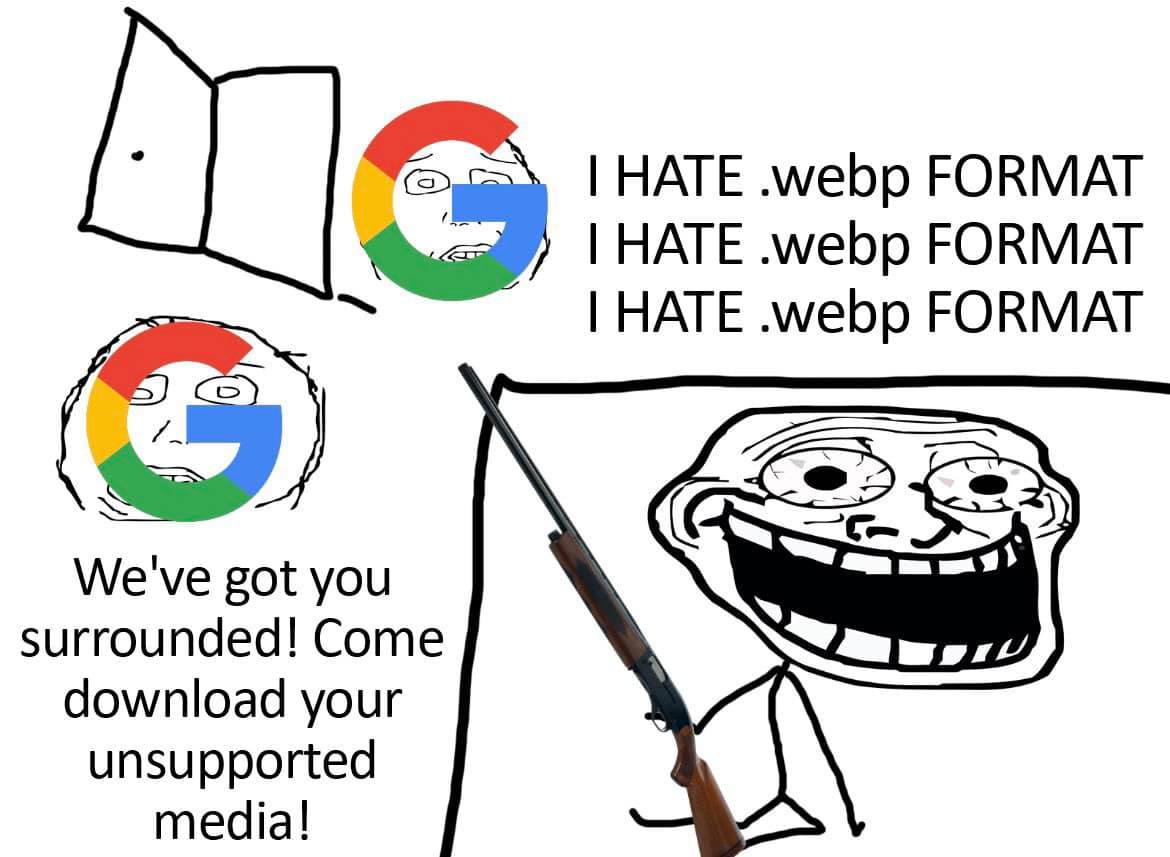 I HATE .webp FORMAT
I HATE .webp FORMAT
I HATE .webp FORMAT
We've got you
surrounded! Come
download your
unsupported
media!